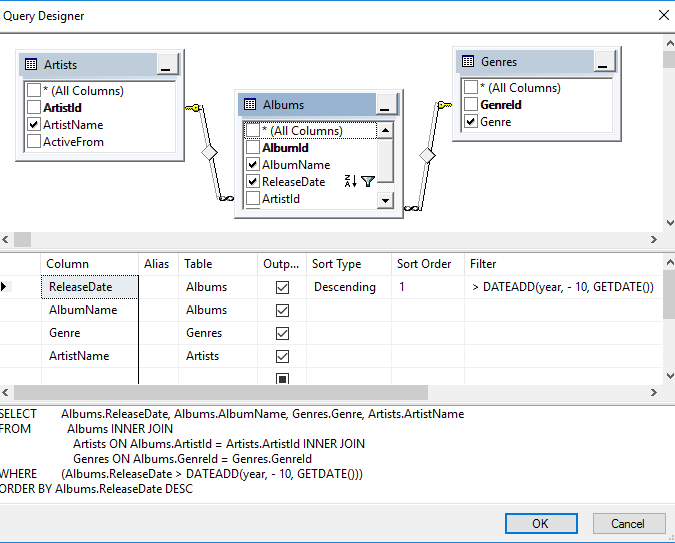 Query Designer
Artists
* (All Columns)
ArtistId
ArtistName
ActiveFrom
Albums
* (All Columns)
AlbumId
AlbumName
ReleaseDate
ArtistId
Genres
* (All Columns)
GenreId
Genre
Column Alias Table Outp... Sort Type Sort Order Filter
ReleaseDate Albums Descending 1 > DATEADD(year, - 10, GETDATE())
AlbumName Albums
Genre Genres
ArtistName Artists
SELECT Albums.ReleaseDate, Albums.AlbumName, Genres.Genre, Artists.ArtistName
FROM Albums INNER JOIN
Artists ON Albums.ArtistId = Artists.ArtistId INNER JOIN
Genres ON Albums.GenreId = Genres.GenreId
WHERE (Albums.ReleaseDate > DATEADD(year, - 10, GETDATE()))
ORDER BY Albums.ReleaseDate DESC
OK Cancel